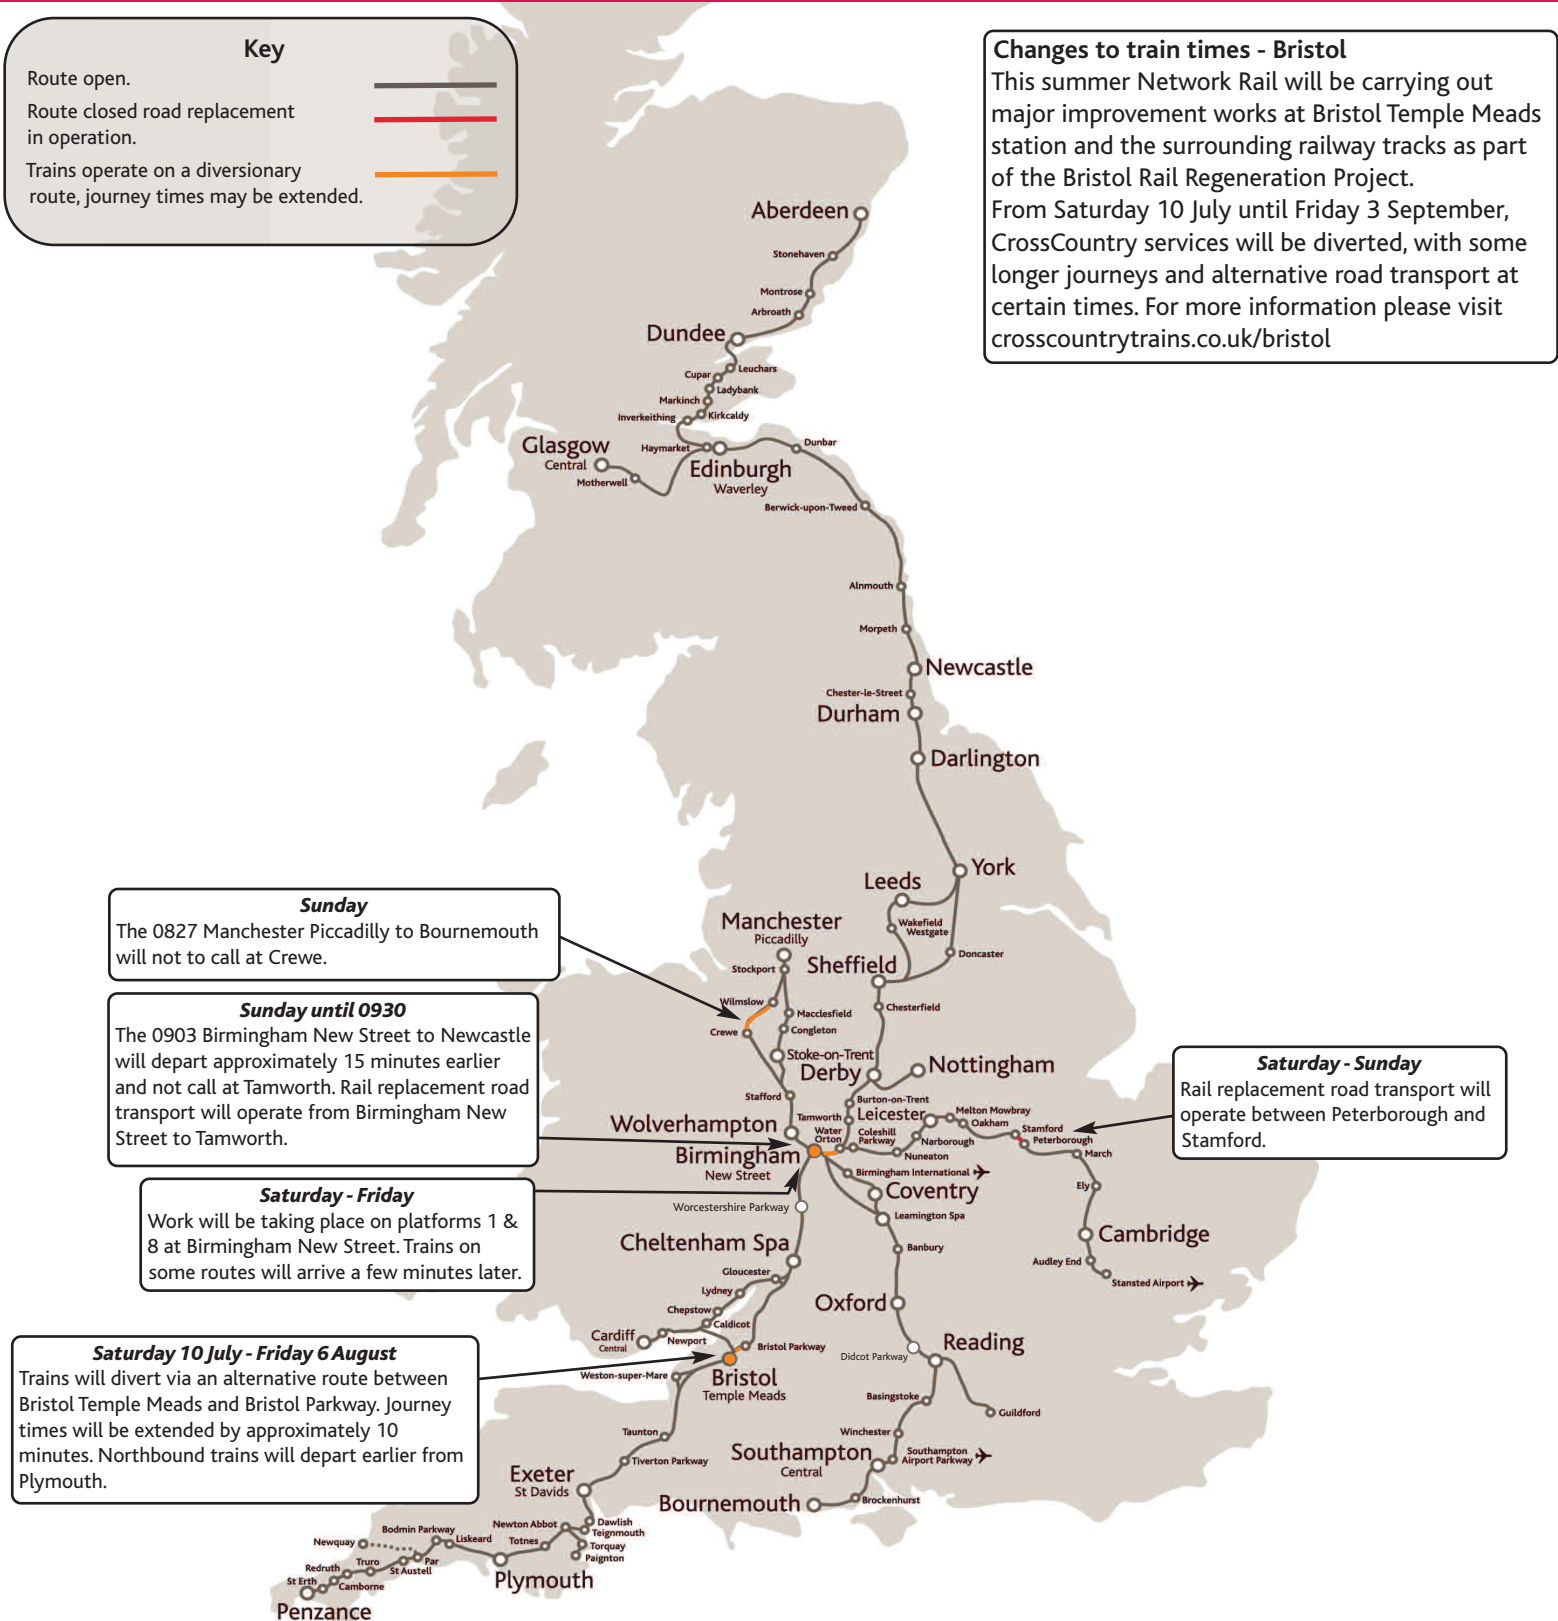 Key
Route open.
Route closed road replacement
in operation.
Trains operate on a diversionary
route, journey times may be extended.
Changes to train times - Bristol
This summer Network Rail will be carrying out
major improvement works at Bristol Temple Meads
station and the surrounding railway tracks as part
of the Bristol Rail Regeneration Project.
From Saturday 10 July until Friday 3 September,
CrossCountry services will be diverted, with some
longer journeys and alternative road transport at
certain times. For more information please visit
crosscountrytrains.co.uk/bristol
Aberdeen
Stonehaven
Montrose
Arbroath
Dundee
Leuchars
Cupar
Ladybank
Markinch
Kirkcaldy
Inverkeithing
Glasgow
Central
Motherwell
Haymarket
Edinburgh
Waverley
Dunbar
Berwick-upon-Tweed
Alnmouth
Morpeth
Newcastle
Chester-le-Street
Durham
Darlington
York
Leeds
Wakefield
Westgate
Doncaster
Sheffield
Chesterfield
Manchester
Piccadilly
Stockport
Wilmslow
Macclesfield
Congleton
Crewe
Stoke-on-Trent
Stafford
Derby
Nottingham
Burton-on-Trent
Tamworth
Leicester
Melton Mowbray
Oakham
Stamford
Peterborough
March
Ely
Cambridge
Audley End
Stansted Airport
Wolverhampton
Water
Orton
Coleshill
Parkway
Narborough
Nuneaton
Birmingham
New Street
Birmingham International
Coventry
Leamington Spa
Banbury
Worcestershire Parkway
Cheltenham Spa
Gloucester
Lydney
Chepstow
Caldicot
Cardiff
Central
Newport
Bristol Parkway
Bristol
Temple Meads
Weston-super-Mare
Oxford
Didcot Parkway
Reading
Basingstoke
Guildford
Winchester
Southampton
Central
Southampton
Airport Parkway
Bournemouth
Brockenhurst
Taunton
Tiverton Parkway
Exeter
St Davids
Dawlish
Teignmouth
Newton Abbot
Torquay
Paignton
Totnes
Plymouth
Liskeard
Bodmin Parkway
Newquay
Par
St Austell
Truro
Redruth
Camborne
St Erth
Penzance
Sunday
The 0827 Manchester Piccadilly to Bournemouth
will not to call at Crewe.
Sunday until 0930
The 0903 Birmingham New Street to Newcastle
will depart approximately 15 minutes earlier
and not call at Tamworth. Rail replacement road
transport will operate from Birmingham New
Street to Tamworth.
Saturday - Friday
Work will be taking place on platforms 1 &
8 at Birmingham New Street. Trains on
some routes will arrive a few minutes later.
Saturday 10 July - Friday 6 August
Trains will divert via an alternative route between
Bristol Temple Meads and Bristol Parkway. Journey
times will be extended by approximately 10
minutes. Northbound trains will depart earlier from
Plymouth.
Saturday - Sunday
Rail replacement road transport will
operate between Peterborough and
Stamford.